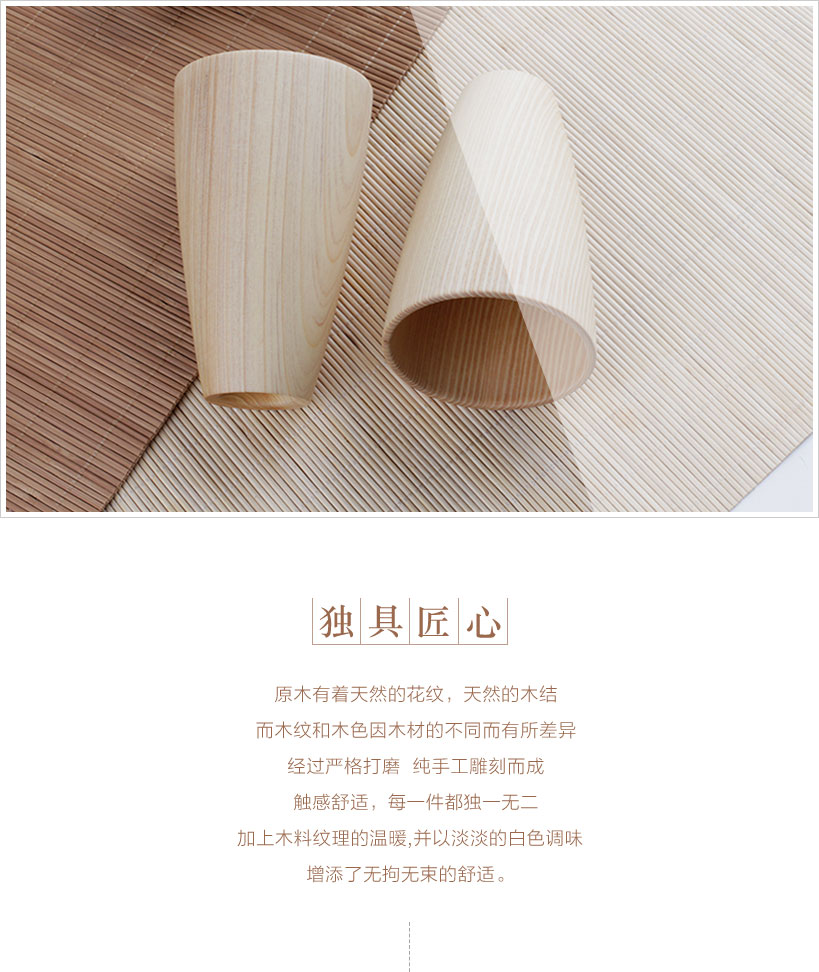 独具匠心
原木有着天然的花纹，天然的木结
而木纹和木色因木材的不同而有所差异
经过严格打磨 纯手工雕刻而成
触感舒适，每一件都独一无二
加上木料纹理的温暖,并以淡淡的白色调味
增添了无拘无束的舒适。